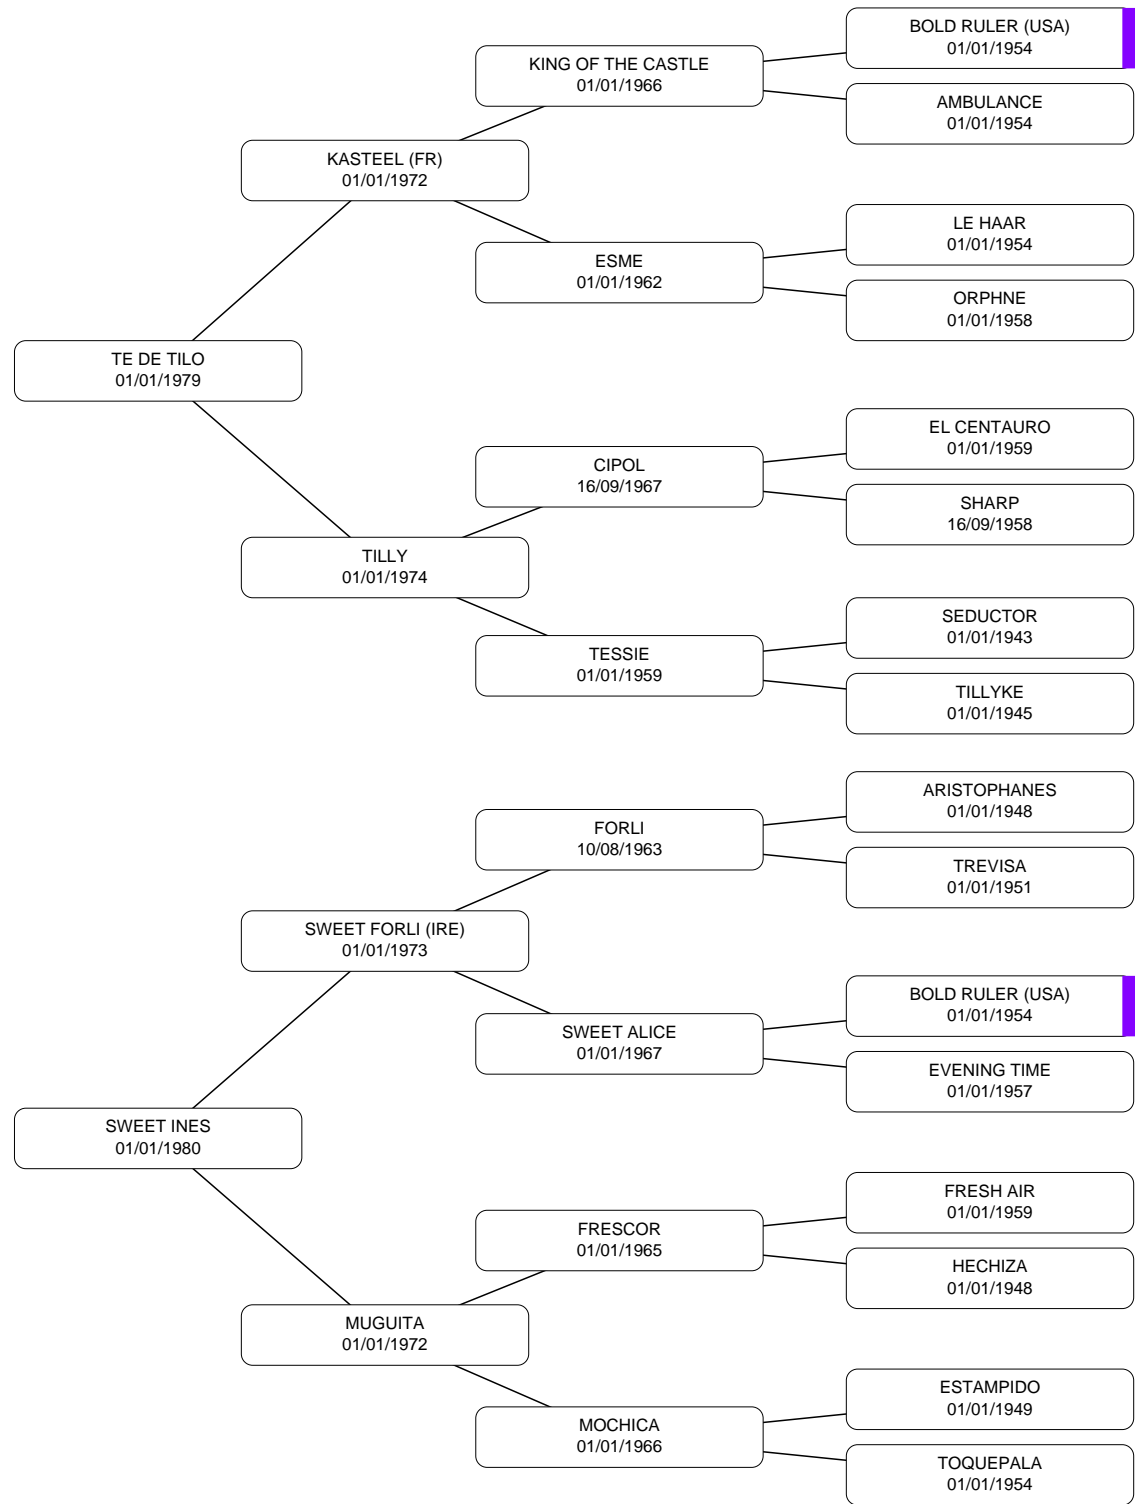 BOLD RULER (USA)
01/01/1954
KING OF THE CASTLE
01/01/1966
AMBULANCE
01/01/1954
KASTEEL (FR)
01/01/1972
LE HAAR
01/01/1954
ESME
01/01/1962
ORPHNE
01/01/1958
TE DE TILO
01/01/1979
EL CENTAURO
01/01/1959
CIPOL
16/09/1967
SHARP
16/09/1958
TILLY
01/01/1974
SEDUCTOR
01/01/1943
TESSIE
01/01/1959
TILLYKE
01/01/1945
ARISTOPHANES
01/01/1948
FORLI
10/08/1963
TREVISA
01/01/1951
SWEET FORLI (IRE)
01/01/1973
BOLD RULER (USA)
01/01/1954
SWEET ALICE
01/01/1967
EVENING TIME
01/01/1957
SWEET INES
01/01/1980
FRESH AIR
01/01/1959
FRESCOR
01/01/1965
HECHIZA
01/01/1948
MUGUITA
01/01/1972
ESTAMPIDO
01/01/1949
MOCHICA
01/01/1966
TOQUEPALA
01/01/1954